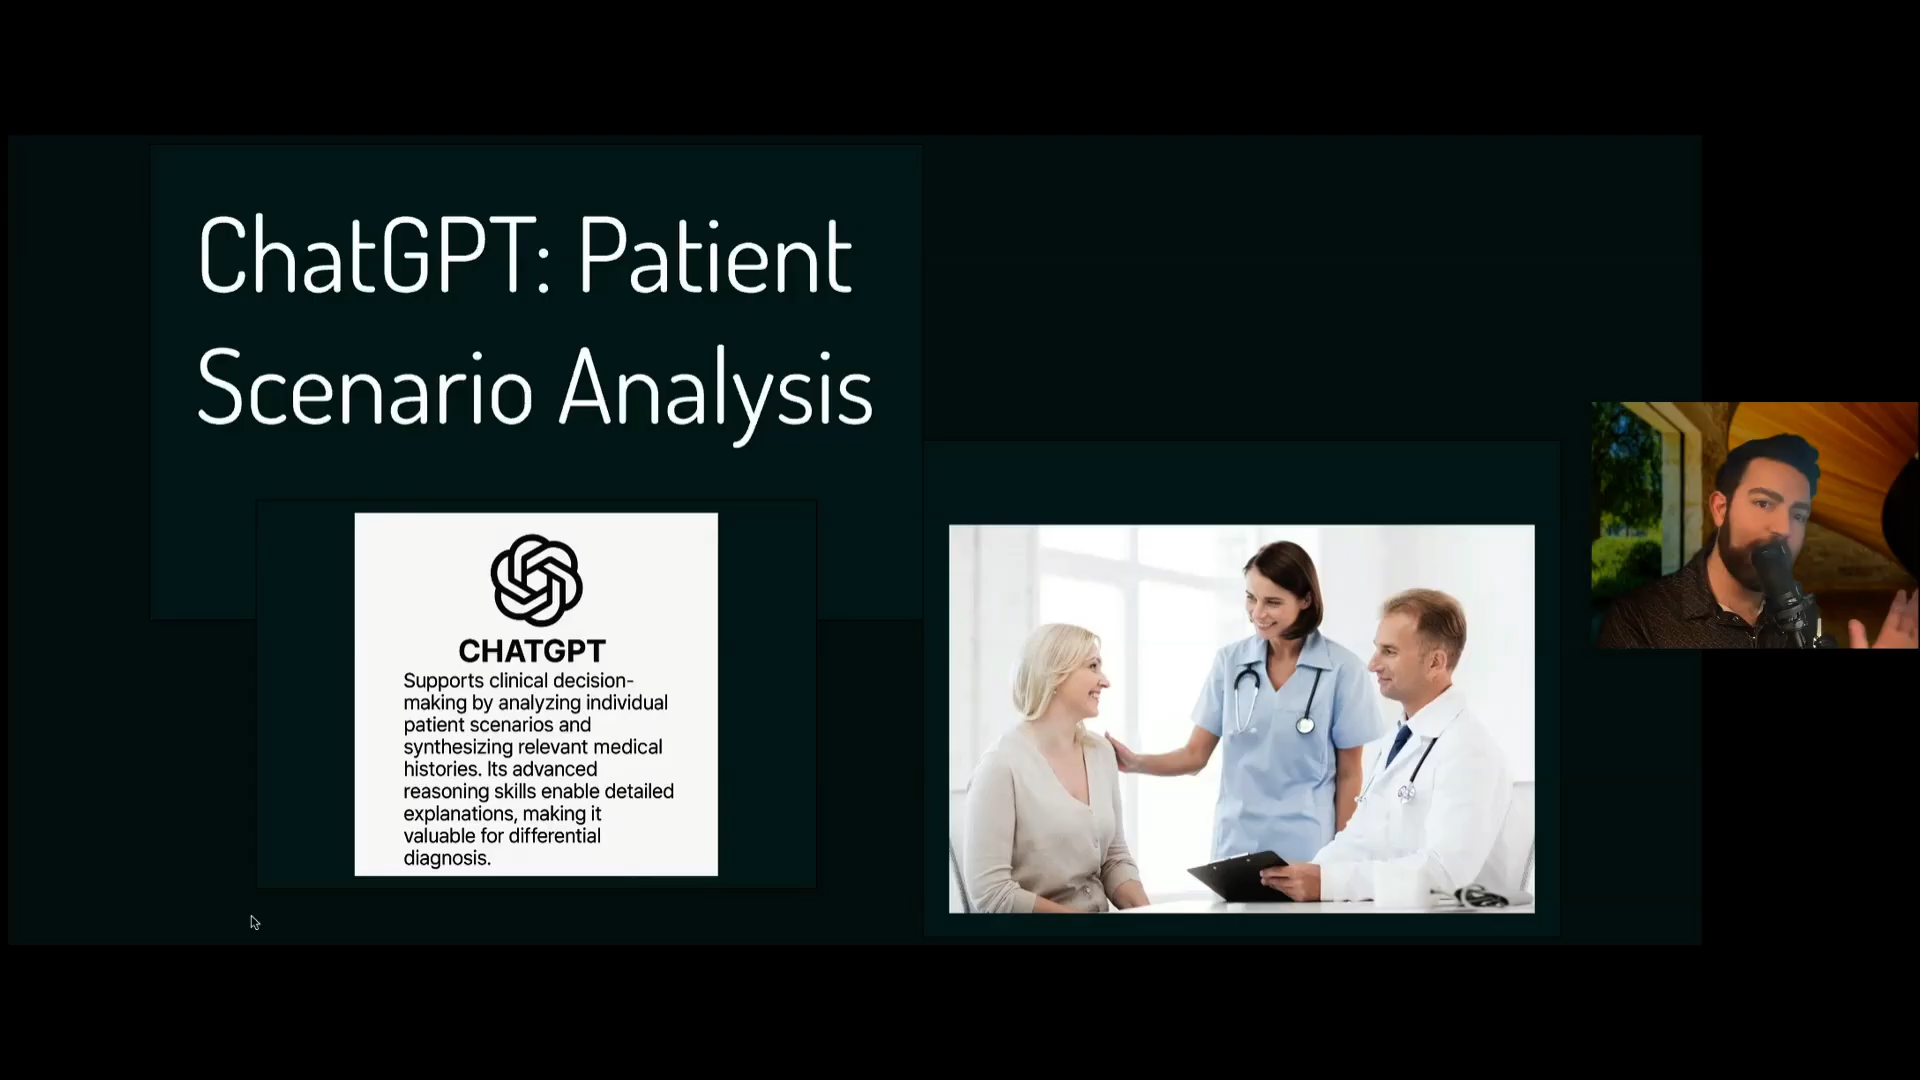 ChatGPT: Patient
Scenario Analysis
CHATGPT
Supports clinical decision-
making by analyzing individual
patient scenarios and
synthesizing relevant medical
histories. Its advanced
reasoning skills enable detailed
explanations, making it
valuable for differential
diagnosis.